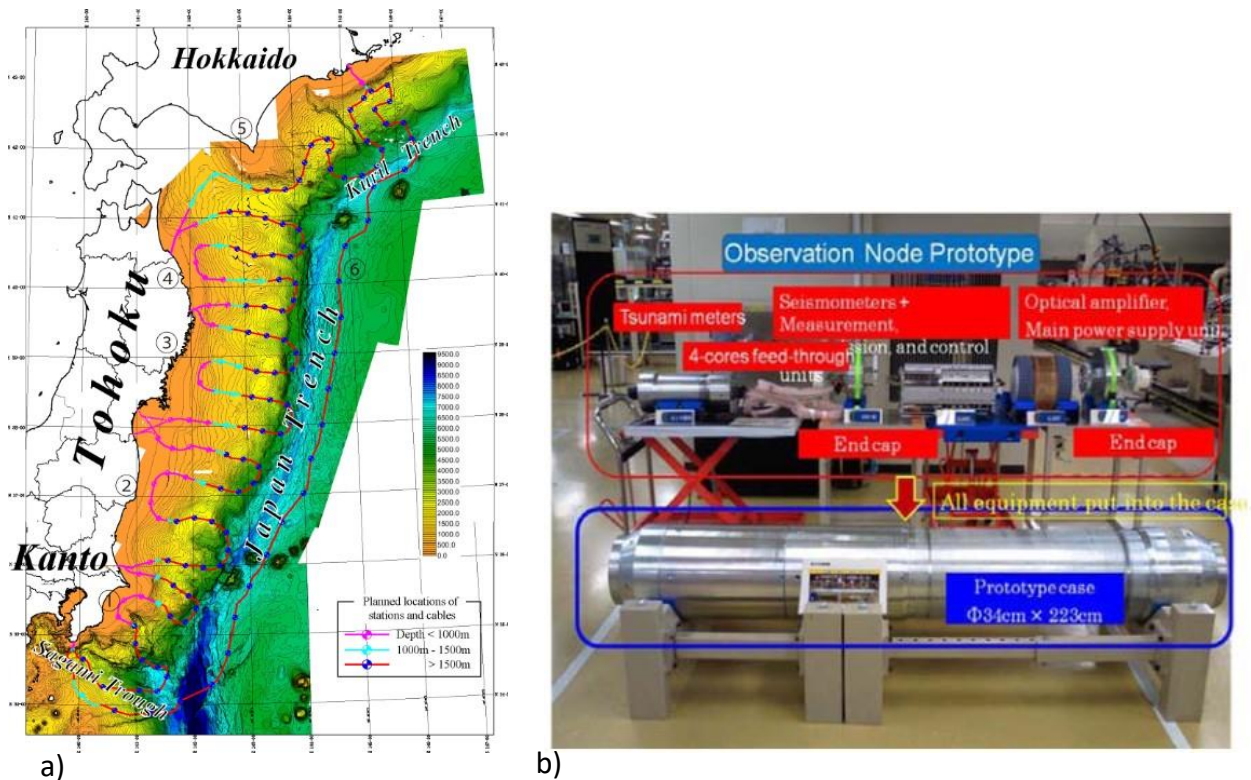 Hokkaido
⑤
Kuril Trench
⑥
④
③
Tohoku
②
Japan Trench
9500.0
9000.0
8500.0
8000.0
7500.0
7000.0
6500.0
6000.0
5500.0
5000.0
4500.0
4000.0
3500.0
3000.0
2500.0
2000.0
1500.0
1000.0
500.0
0.0
Kanto
Planned locations of
stations and cables
Depth < 1000m
1000m - 1500m
> 1500m
Sagami Trough
a)
Observation Node Prototype
Tsunami meters
Seismometers +
Measurement,
ssion, and control
units
4-cores feed-through
Optical amplifier,
Main power supply unit
End cap
End cap
All equipment put into the case
Prototype case
Φ34cm × 223cm
b)